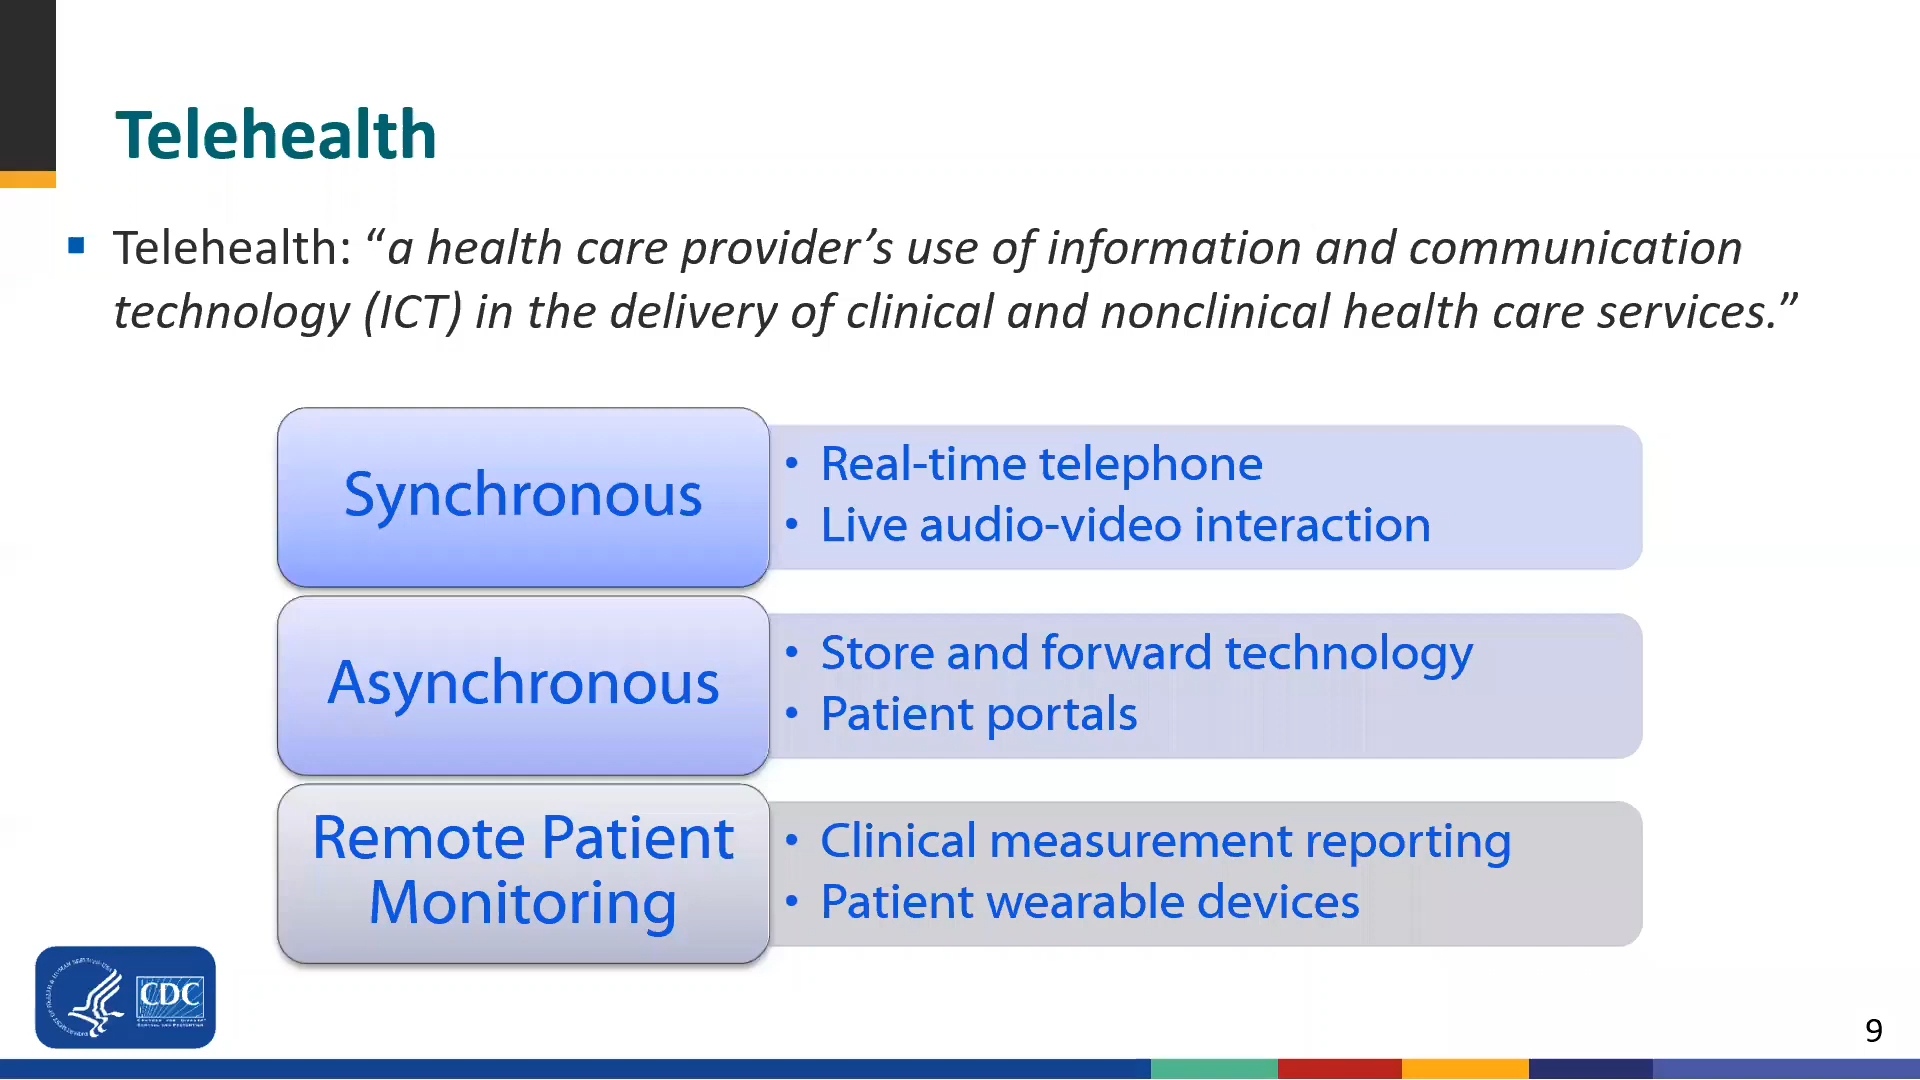 Telehealth
▪ Telehealth: “a health care provider’s use of information and communication
technology (ICT) in the delivery of clinical and nonclinical health care services.”
Synchronous
• Real-time telephone
• Live audio-video interaction
Asynchronous
• Store and forward technology
• Patient portals
Remote Patient
Monitoring
• Clinical measurement reporting
• Patient wearable devices
CDC
9